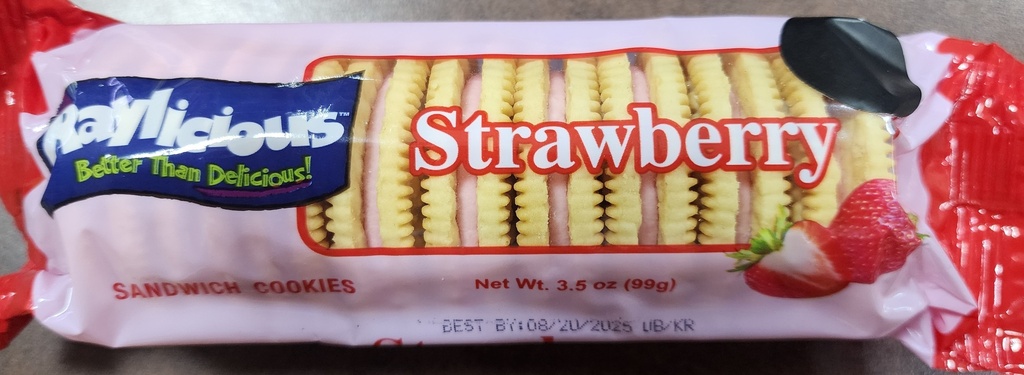 Raylicious™
Better Than Delicious!
Strawberry
SANDWICH COOKIES
Net Wt. 3.5 oz (99g)
BEST BY:08/20/2025 UB/KR